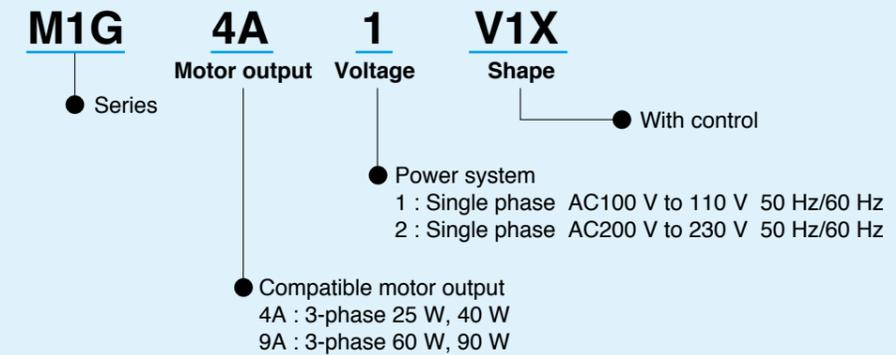 M1G 4A 1 V1X
Motor output Voltage Shape
Series
With control
Power system
1 : Single phase AC100 V to 110 V 50 Hz/60 Hz
2 : Single phase AC200 V to 230 V 50 Hz/60 Hz
Compatible motor output
4A : 3-phase 25 W, 40 W
9A : 3-phase 60 W, 90 W